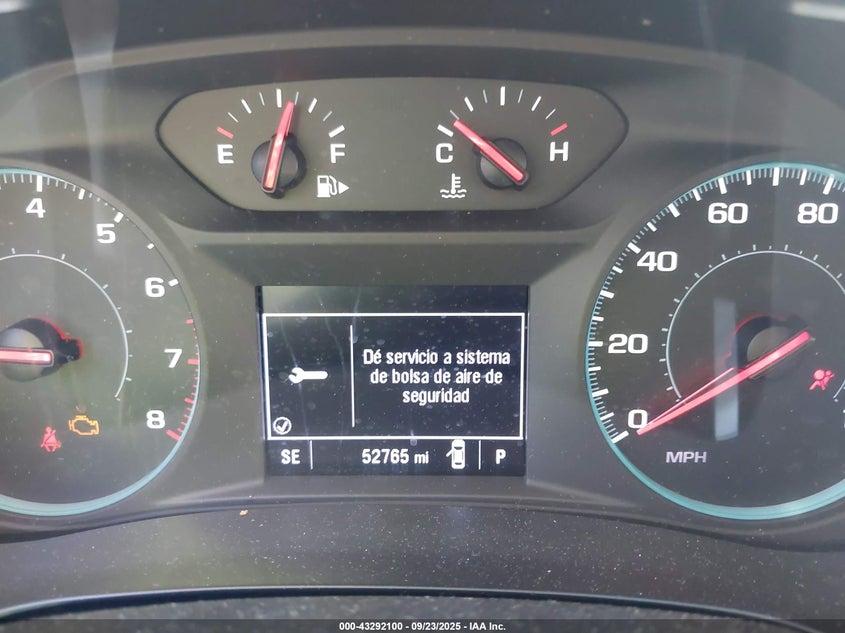 E F C H
4 5 6 7 8
0 20 40 60 80
MPH
Dé servicio a sistema
de bolsa de aire de
seguridad
SE 52765 mi P
000-43292100 - 09/23/2025 - IAA Inc.